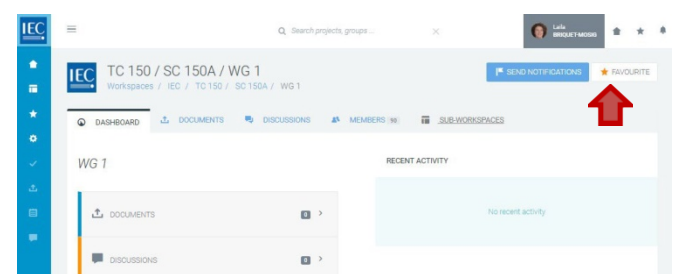 IEC
Search projects, groups ...
Laila
BRIQUET-MOSIG
IEC
TC 150 / SC 150A / WG 1
Workspaces / IEC / TC 150 / SC 150A / WG 1
SEND NOTIFICATIONS
FAVOURITE
DASHBOARD
DOCUMENTS
DISCUSSIONS
MEMBERS
SUB-WORKSPACES
WG 1
RECENT ACTIVITY
DOCUMENTS
0
No recent activity
DISCUSSIONS
0